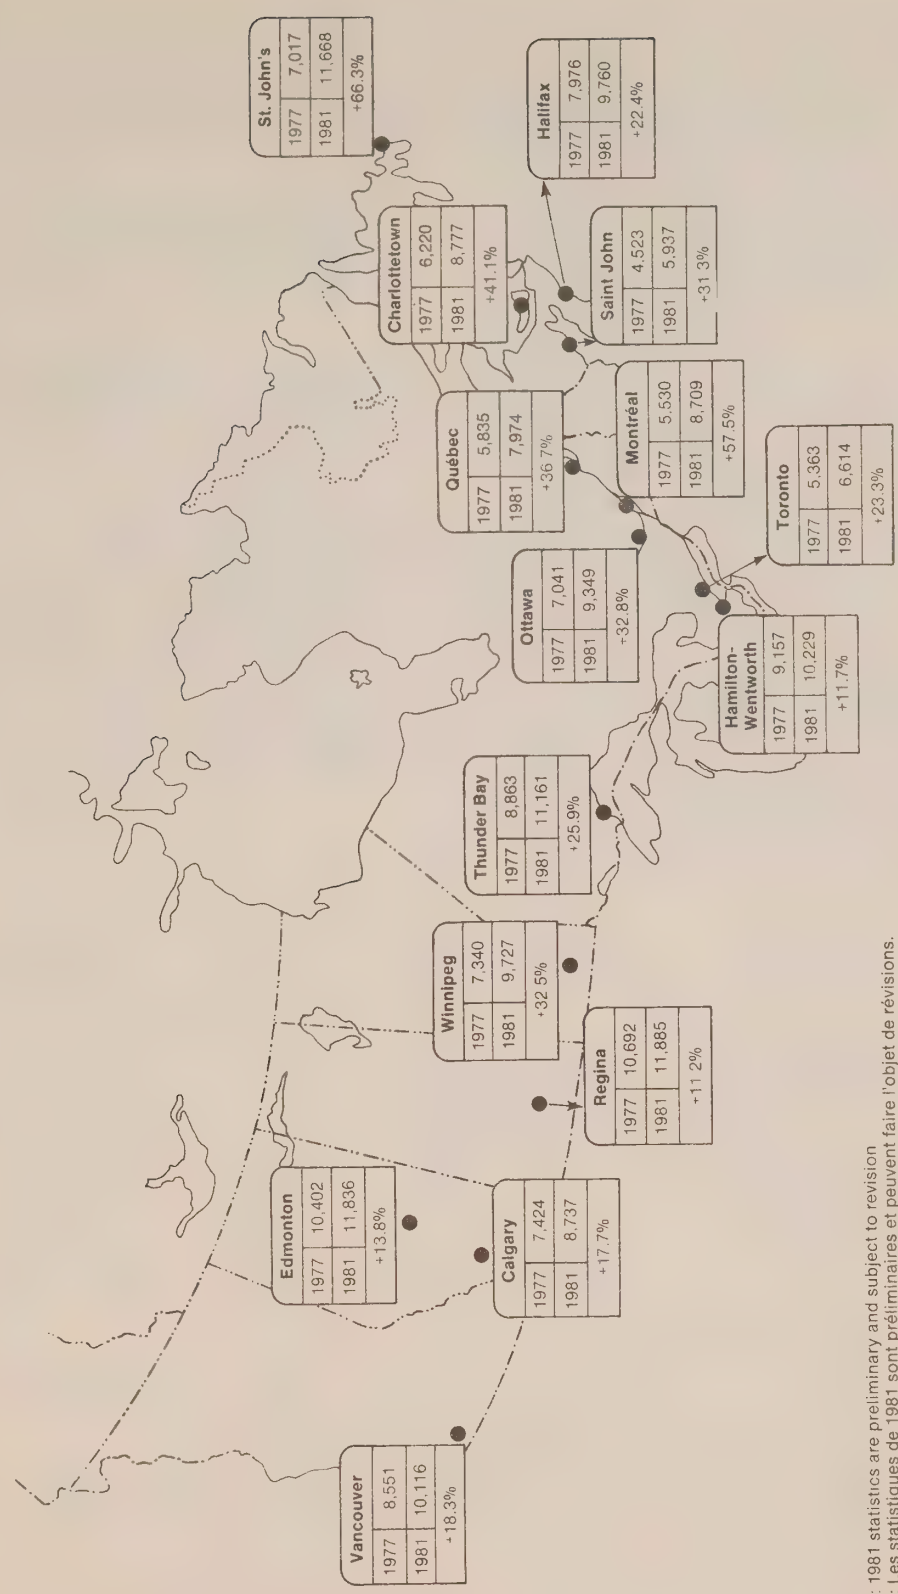 St. John's
1977 7,017
1981 11,668
+66.3%
Halifax
1977 7,976
1981 9,760
+22.4%
Charlottetown
1977 6,220
1981 8,777
+41.1%
Saint John
1977 4.523
1981 5,937
+31 3%
Québec
1977 5,835
1981 7,974
+36 7%
Montréal
1977 5.530
1981 8,709
+57.5%
Toronto
1977 5.363
1981 6,614
+23.3%
Ottawa
1977 7,041
1981 9,349
+32.8%
Hamilton-
Wentworth
1977 9,157
1981 10,229
+11.7%
Thunder Bay
1977 8,863
1981 11,161
+25.9%
Winnipeg
1977 7,340
1981 9,727
+32 5%
Regina
1977 10,692
1981 11,885
+11 2%
Edmonton
1977 10,402
1981 11,836
+13.8%
Calgary
1977 7,424
1981 8,737
+17.7%
Vancouver
1977 8,551
1981 10,116
+18.3%
: 1981 statistics are preliminary and subject to revision
: Les statistiques de 1981 sont préliminaires et peuvent faire l'objet de révisions.